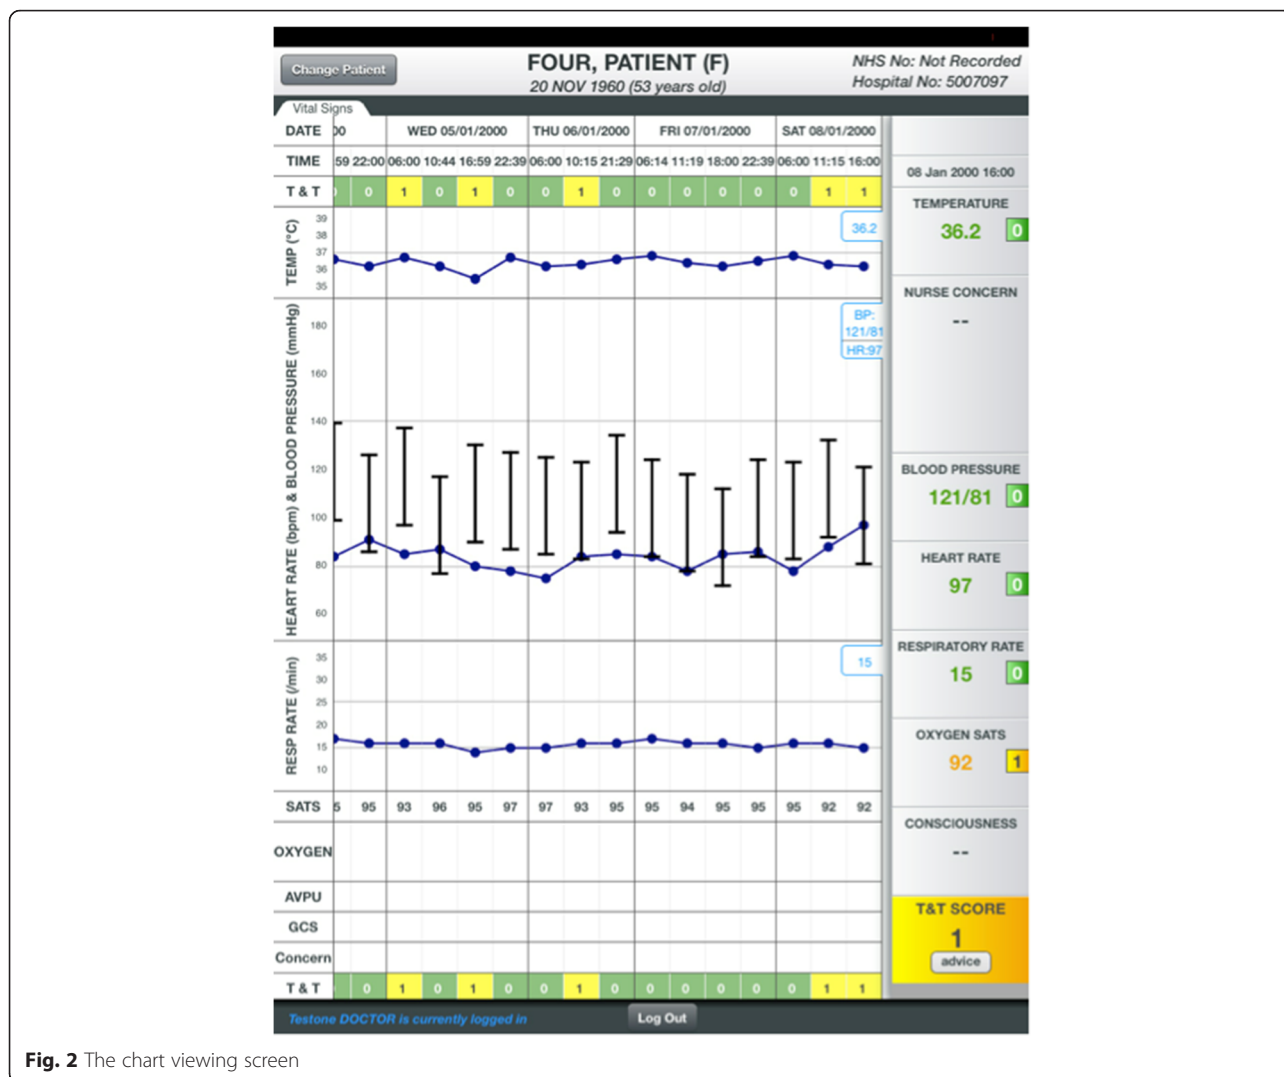 Change Patient
FOUR, PATIENT (F)
20 NOV 1960 (53 years old)
NHS No: Not Recorded
Hospital No: 5007097
Vital Signs
DATE 00 WED 05/01/2000 THU 06/01/2000 FRI 07/01/2000 SAT 08/01/2000
TIME :59 22:00 06:00 10:44 16:59 22:39 06:00 10:15 21:29 06:14 11:19 18:00 22:39 06:00 11:15 16:00
T & T 0 1 0 1 0 0 1 0 0 0 0 0 0 1 1
TEMP (°C)
39
38
37
36
35
36.2
HEART RATE (bpm) & BLOOD PRESSURE (mmHg)
180
160
140
120
100
80
60
BP:
121/81
HR:97
RESP RATE (/min)
35
30
25
20
15
10
15
SATS 5 95 93 96 95 97 97 93 95 95 94 95 95 95 92 92
OXYGEN
AVPU
GCS
Concern
T & T 0 1 0 1 0 0 1 0 0 0 0 0 0 1 1
08 Jan 2000 16:00
TEMPERATURE
36.2 0
NURSE CONCERN
--
BLOOD PRESSURE
121/81 0
HEART RATE
97 0
RESPIRATORY RATE
15 0
OXYGEN SATS
92 1
CONSCIOUSNESS
--
T&T SCORE
1
advice
Testone DOCTOR is currently logged in
Log Out
Fig. 2 The chart viewing screen